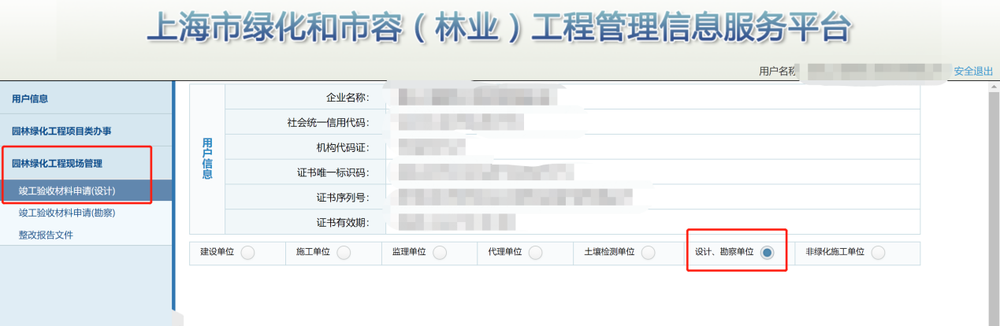 上海市绿化和市容（林业）工程管理信息服务平台
用户名称 安全退出
用户信息
园林绿化工程项目类办事
园林绿化工程现场管理
竣工验收材料申请(设计)
竣工验收材料申请(勘察)
整改报告文件
用户信息
企业名称：
社会统一信用代码：
机构代码证：
证书唯一标识码：
证书序列号：
证书有效期：
建设单位 施工单位 监理单位 代理单位 土壤检测单位 设计、勘察单位 非绿化施工单位